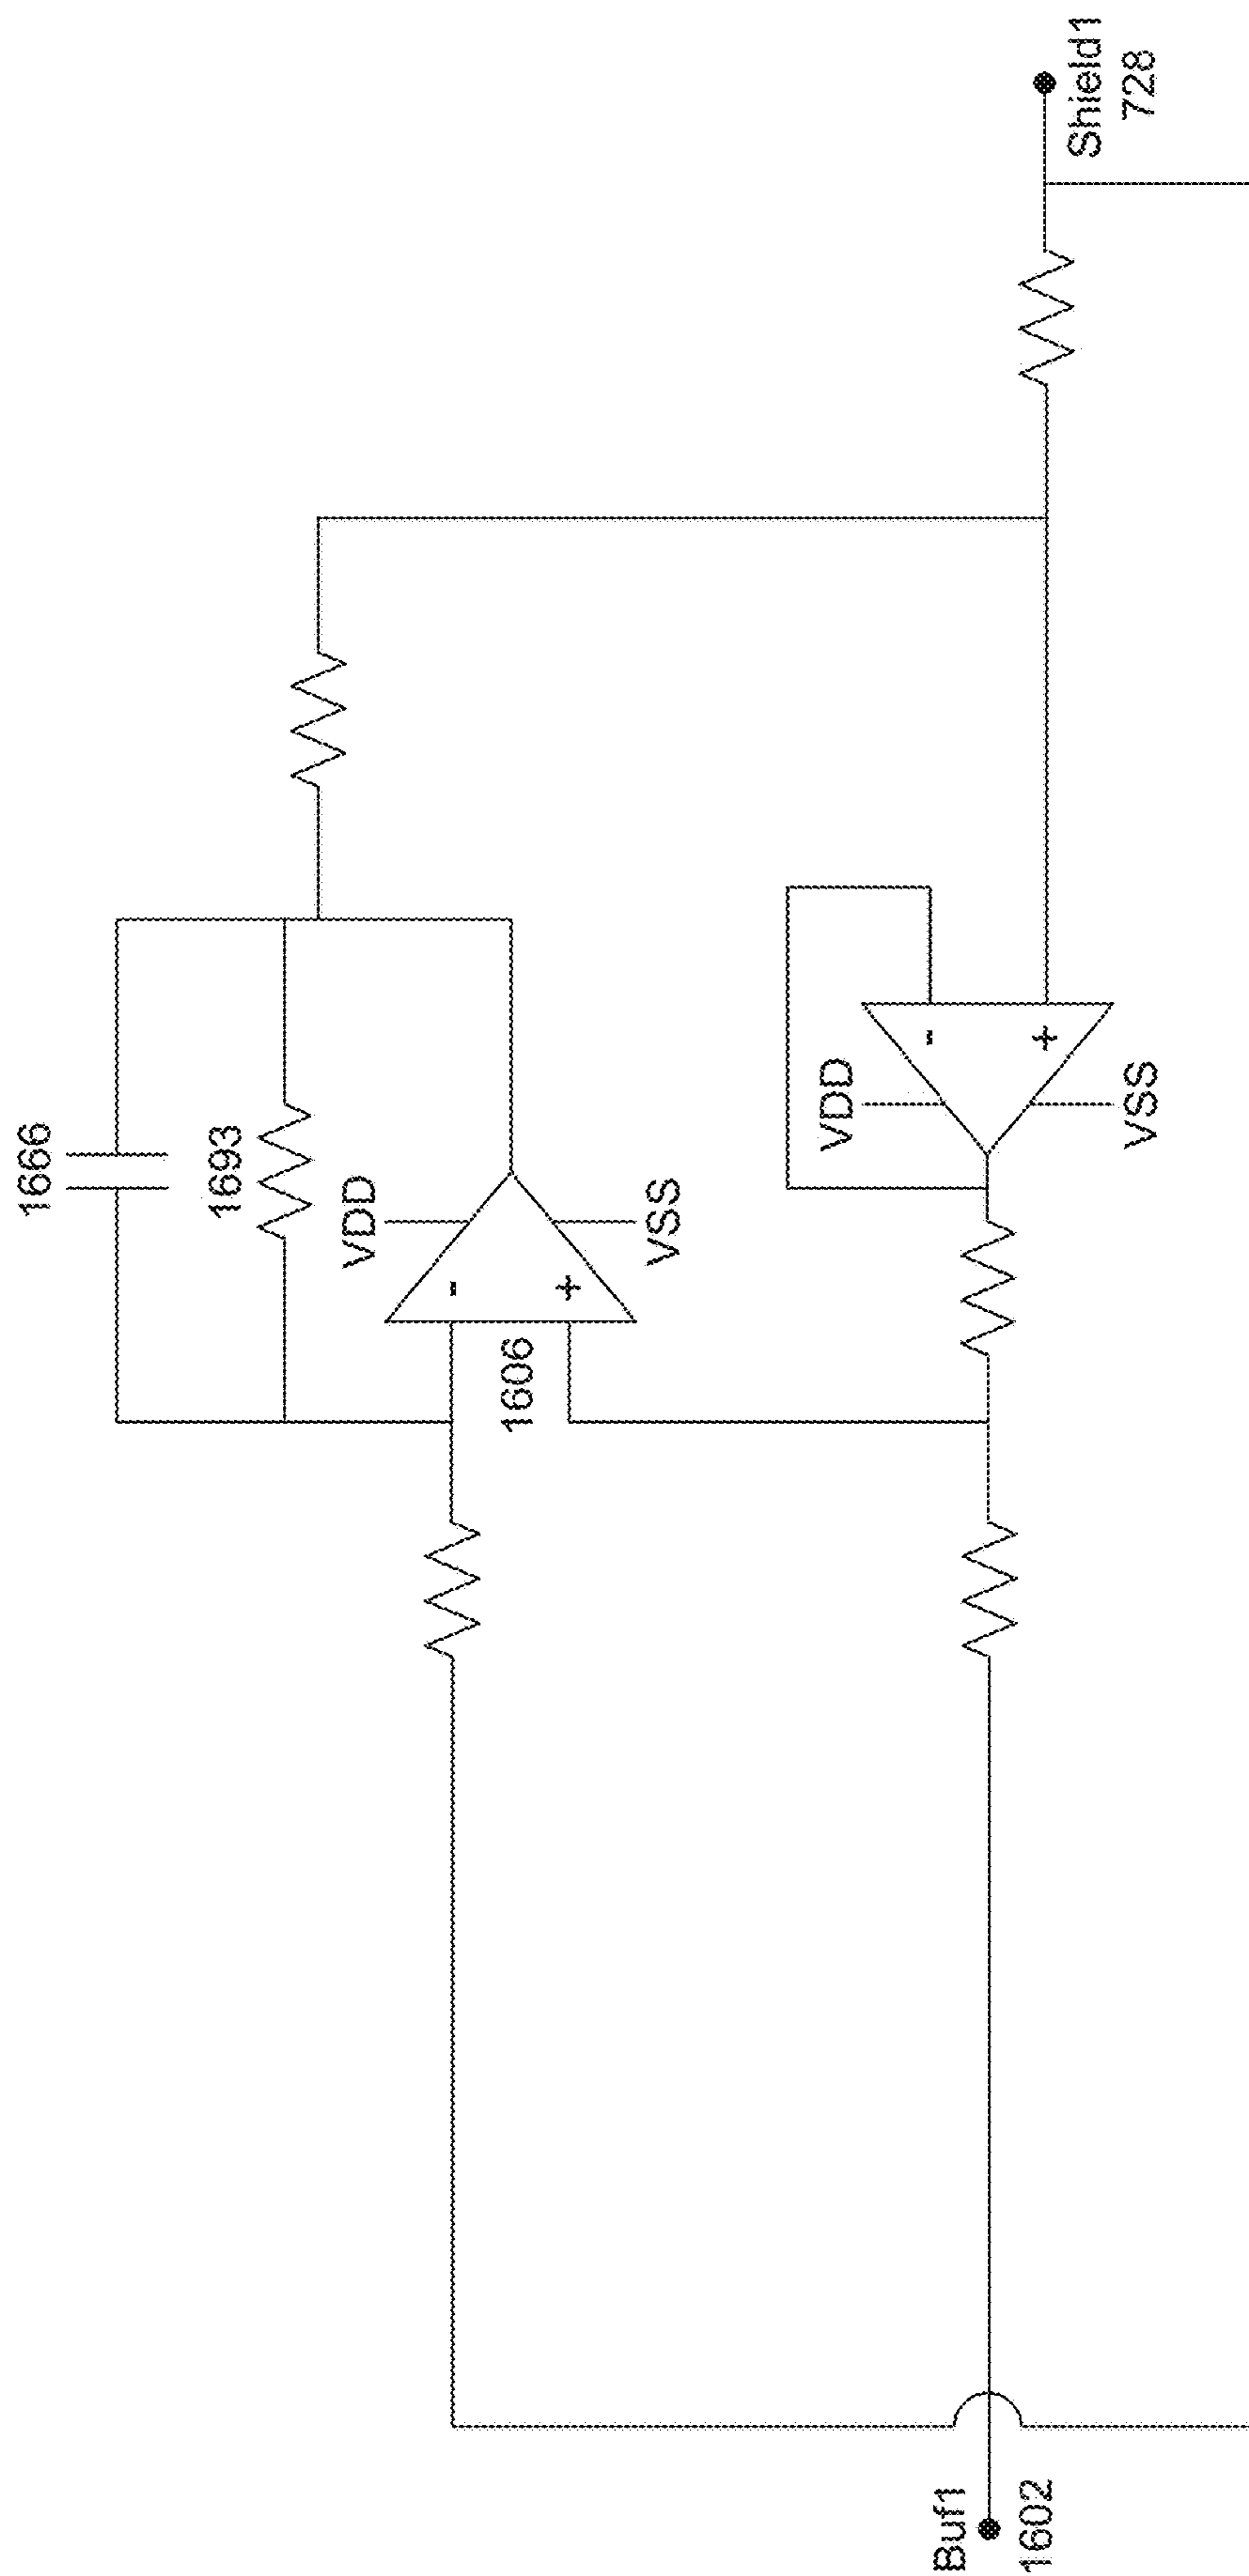 1666
1693
VDD
-
+
1606
VSS
VDD
-
+
VSS
Buf1
1602
Shield1
728